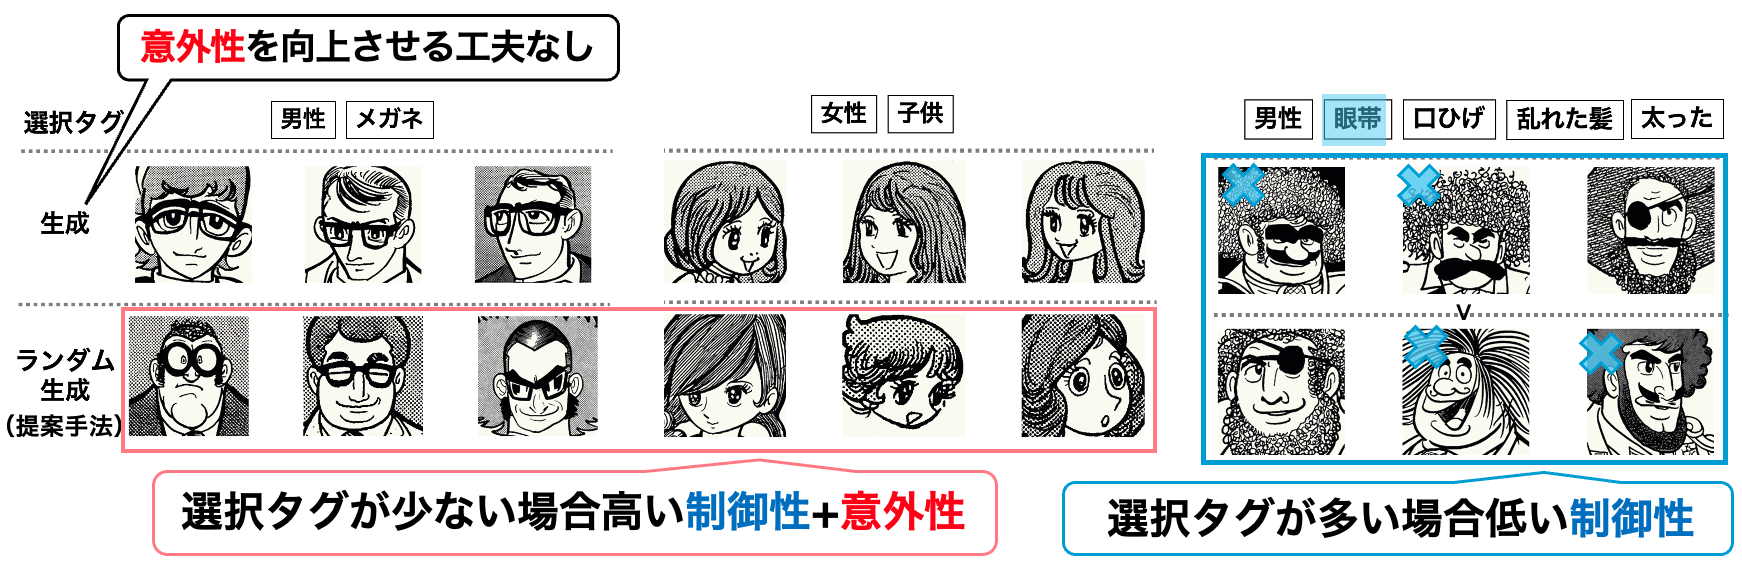 意外性を向上させる工夫なし
選択タグ
男性 メガネ
女性 子供
男性 眼帯 口ひげ 乱れた髪 太った
生成
v
ランダム
生成
(提案手法)
選択タグが少ない場合高い制御性+意外性
選択タグが多い場合低い制御性